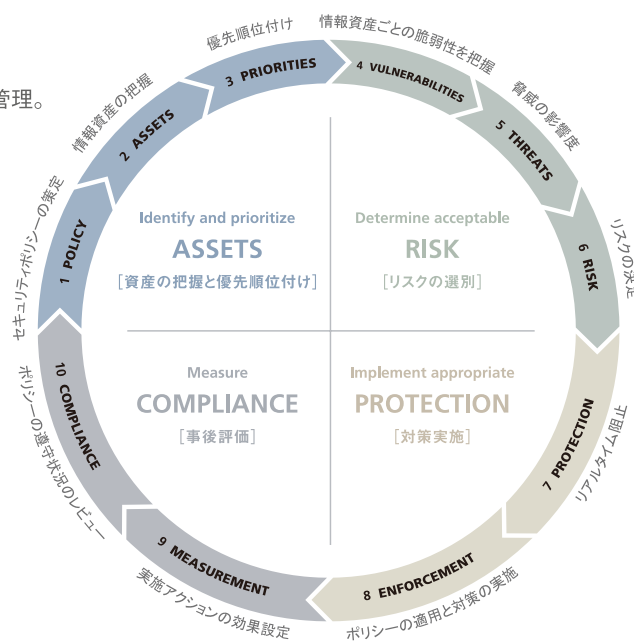 管理。
セキュリティポリシーの策定
1 POLICY
情報資産の把握
2 ASSETS
優先順位付け
3 PRIORITIES
情報資産ごとの脆弱性を把握
4 VULNERABILITIES
脅威の影響度
5 THREATS
リスクの決定
6 RISK
リアルタイム阻止
7 PROTECTION
ポリシーの適用と対策の実施
8 ENFORCEMENT
実施アクションの効果設定
9 MEASUREMENT
ポリシーの遵守状況のレビュー
10 COMPLIANCE
Identify and prioritize
ASSETS
[資産の把握と優先順位付け]
Determine acceptable
RISK
[リスクの選別]
Measure
COMPLIANCE
[事後評価]
Implement appropriate
PROTECTION
[対策実施]